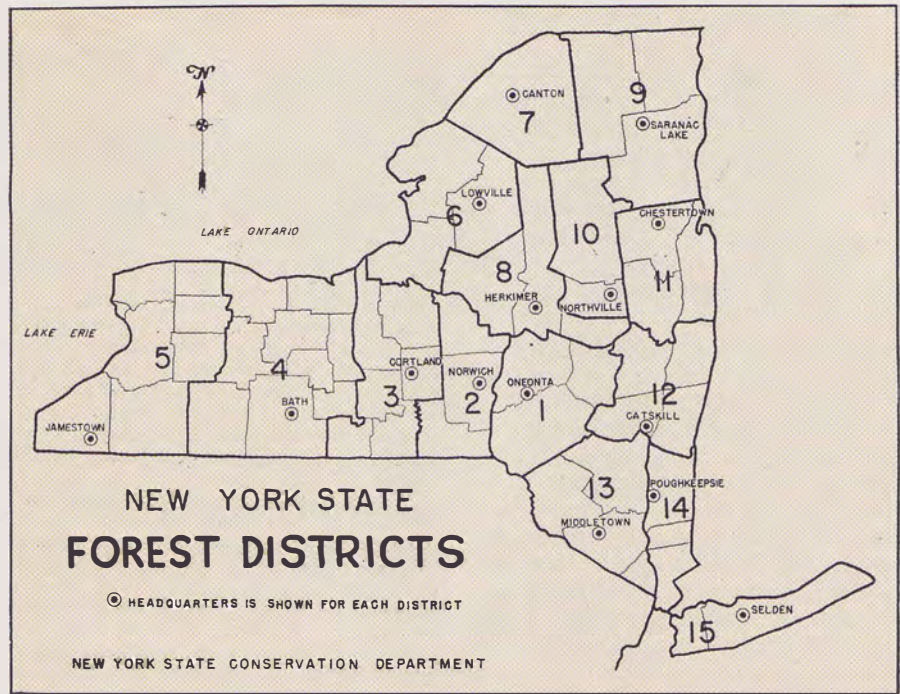 N
CANTON
7
9
SARANAC
LAKE
LOWVILLE
6
LAKE ONTARIO
CHESTERTOWN
10
8
HERKIMER
NORTHVILLE
11
LAKE ERIE
5
4
BATH
CORTLAND
3
NORWICH
2
ONEONTA
1
12
CATSKILL
JAMESTOWN
13
MIDDLETOWN
POUGHKEEPSIE
14
NEW YORK STATE
FOREST DISTRICTS
HEADQUARTERS IS SHOWN FOR EACH DISTRICT
SELDEN
15
NEW YORK STATE CONSERVATION DEPARTMENT